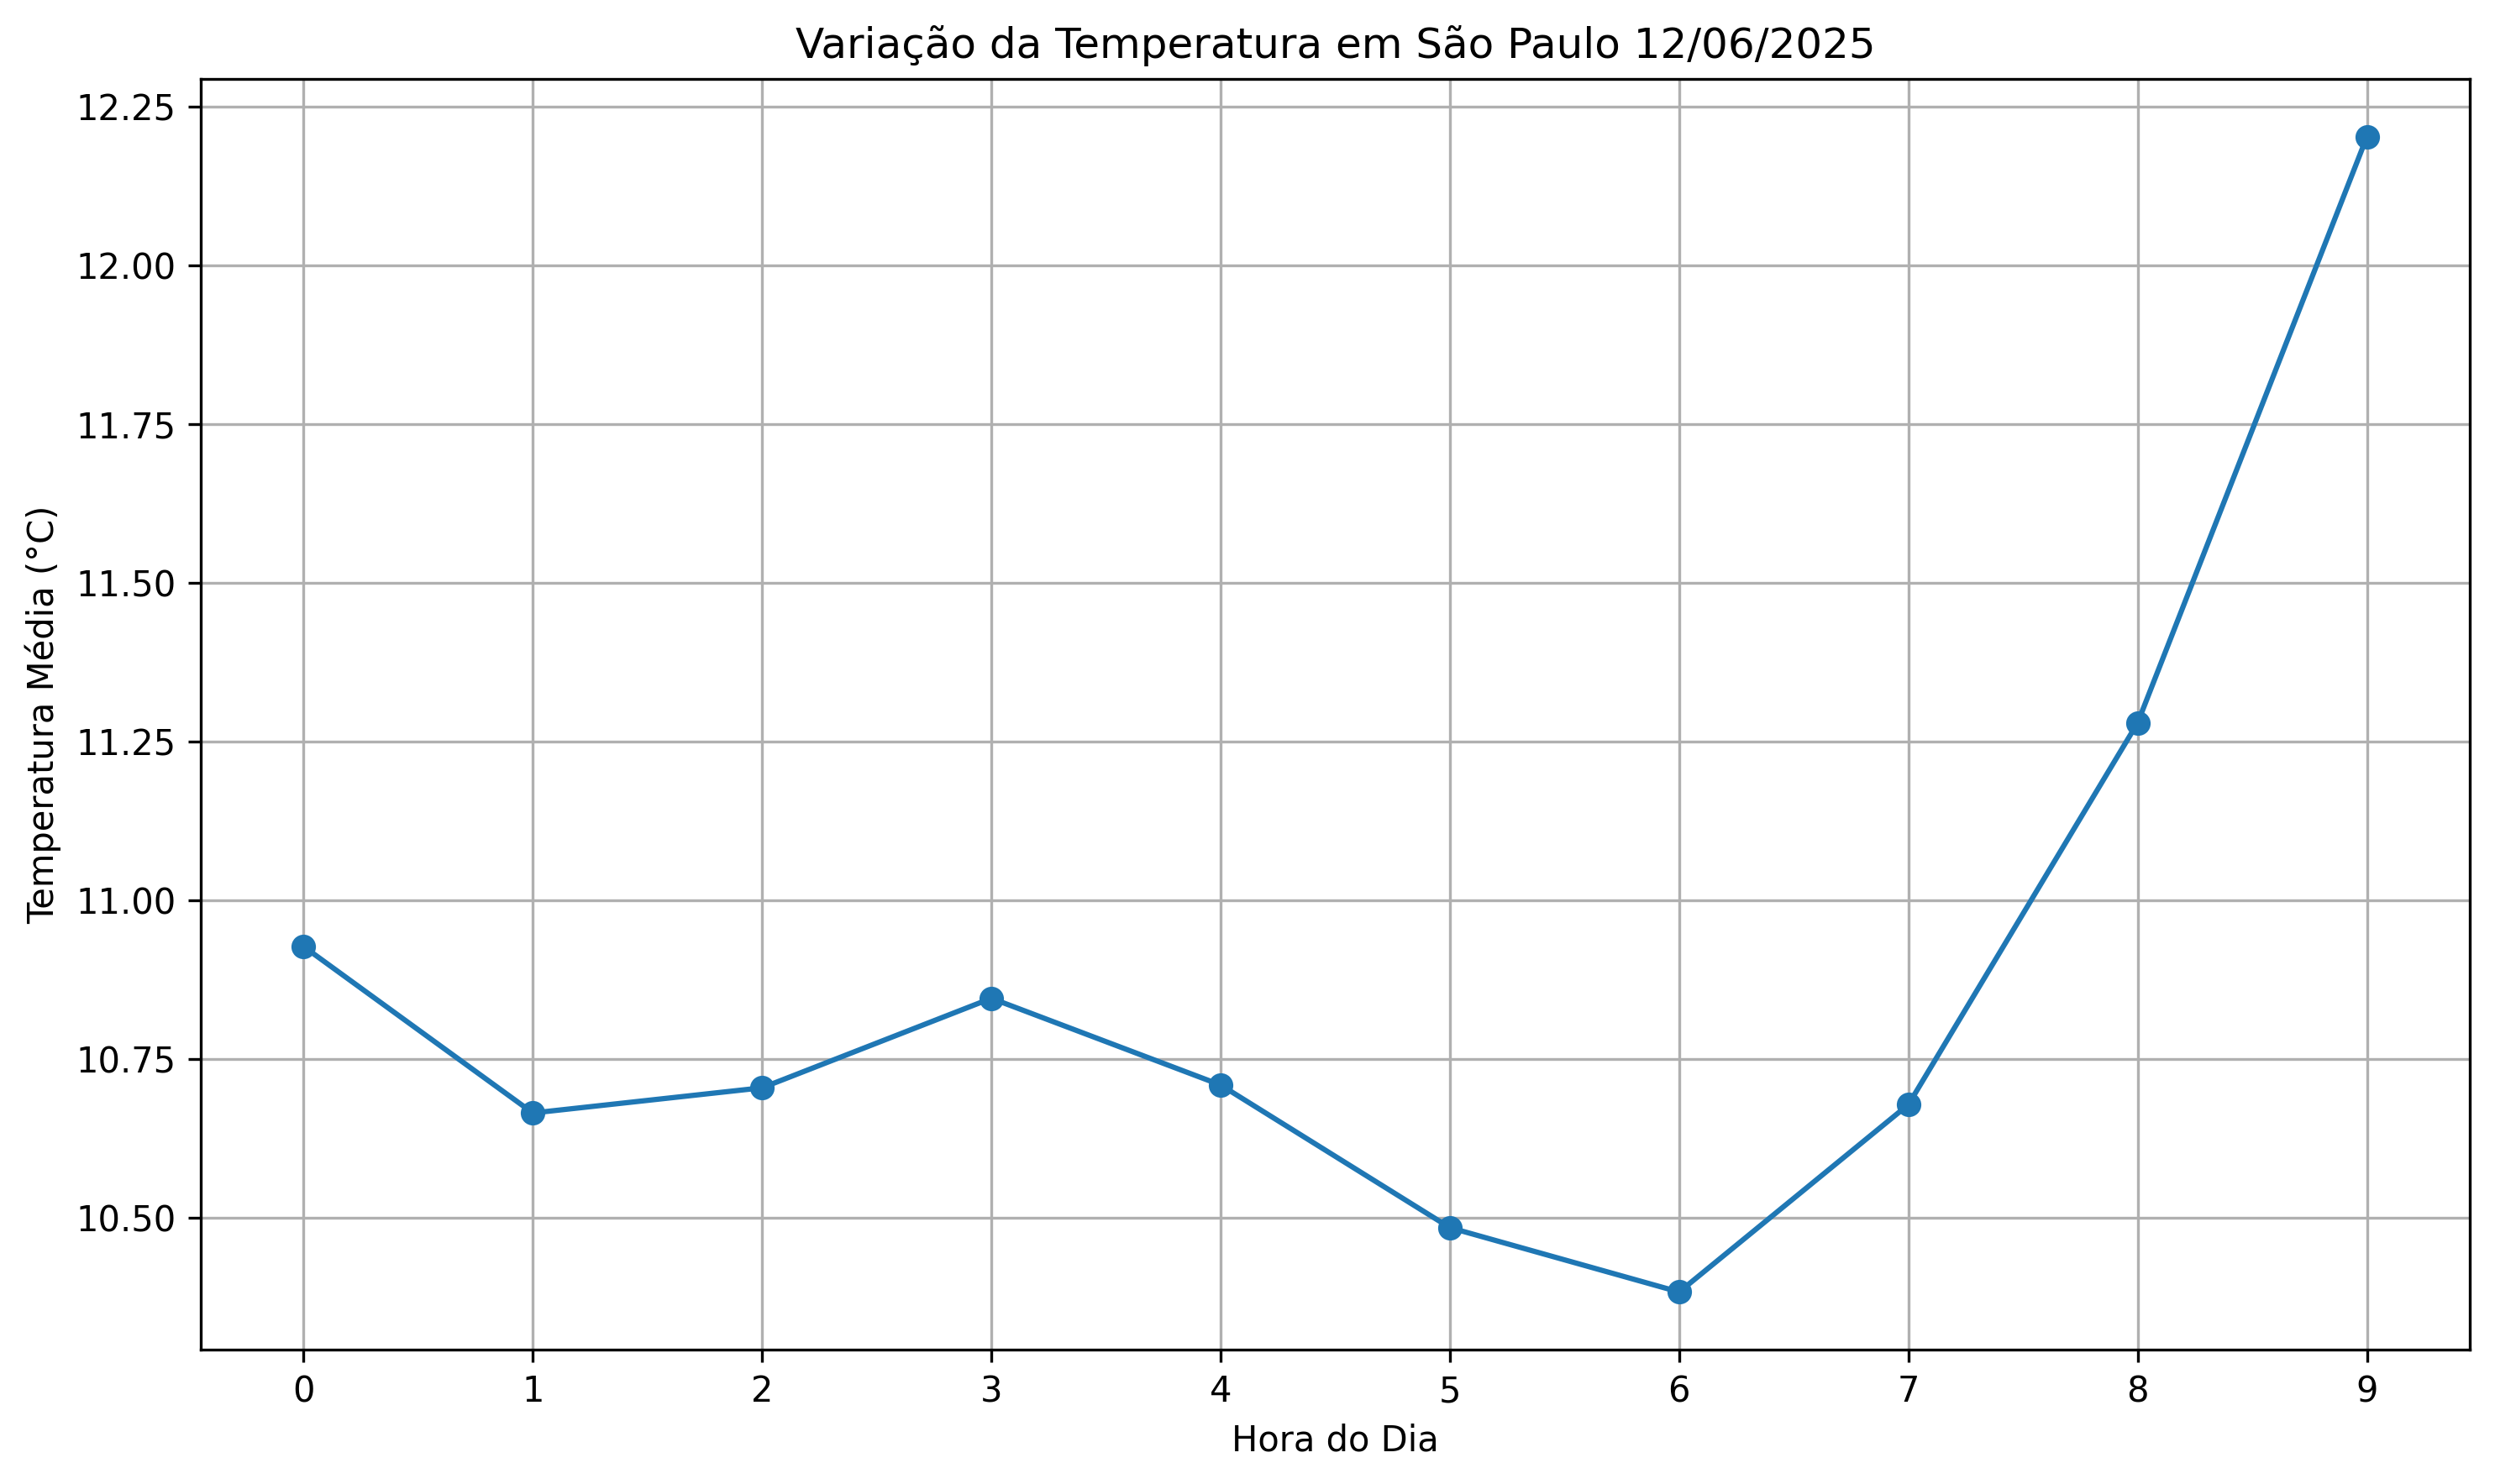 Variação da Temperatura em São Paulo 12/06/2025
12.25
12.00
11.75
11.50
11.25
11.00
10.75
10.50
Temperatura Média (°C)
0 1 2 3 4 5 6 7 8 9
Hora do Dia